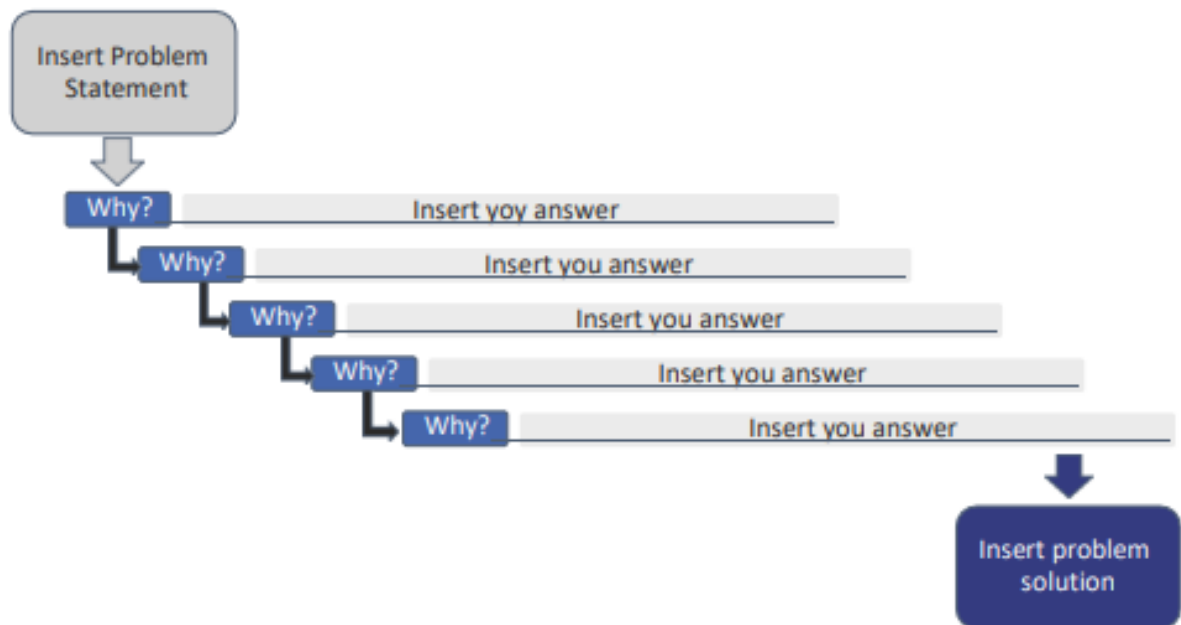 Insert Problem
Statement
Why?
Insert yoy answer
Why?
Insert you answer
Why?
Insert you answer
Why?
Insert you answer
Why?
Insert you answer
Insert problem
solution